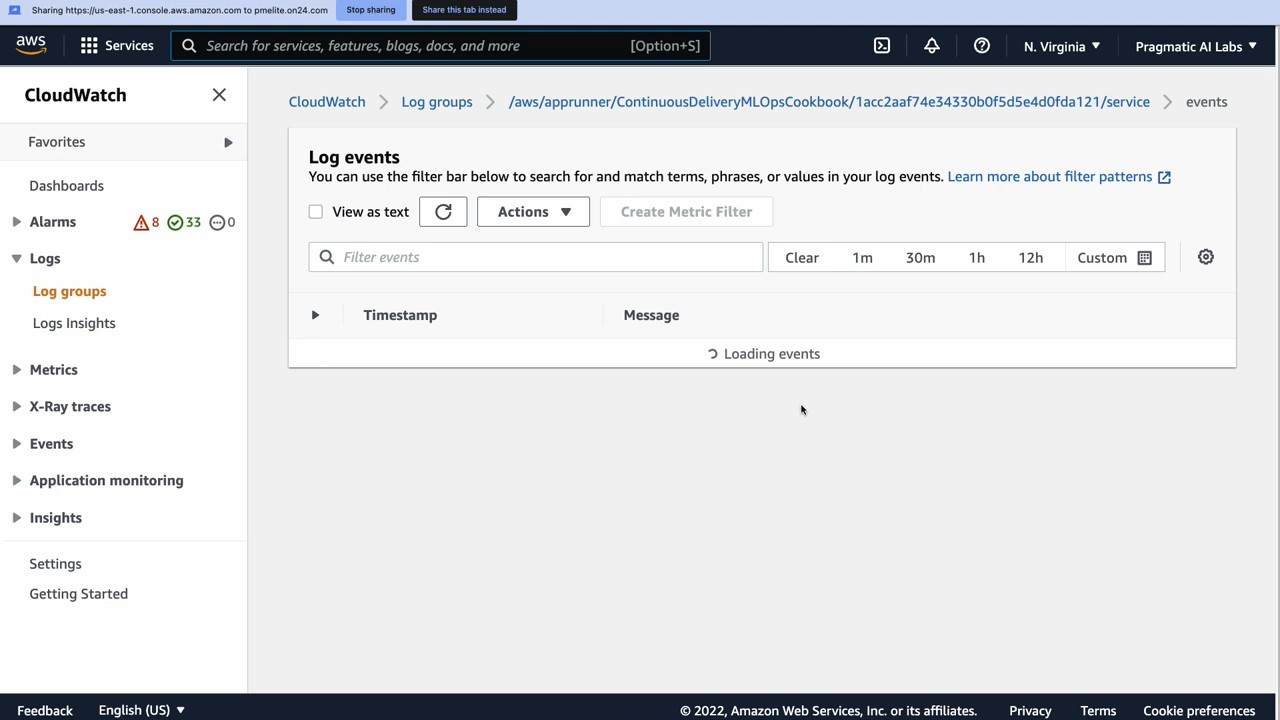 Sharing https://us-east-1.console.aws.amazon.com to pmelite.on24.com Stop sharing Share this tab instead
aws Services Search for services, features, blogs, docs, and more [Option+S] N. Virginia Pragmatic AI Labs
CloudWatch
Favorites
Dashboards
Alarms 8 33 0
Logs
Log groups
Logs Insights
Metrics
X-Ray traces
Events
Application monitoring
Insights
Settings
Getting Started
CloudWatch Log groups /aws/apprunner/ContinuousDeliveryMLOpsCookbook/1acc2aaf74e34330b0f5d5e4d0fda121/service events
Log events
You can use the filter bar below to search for and match terms, phrases, or values in your log events. Learn more about filter patterns
View as text Actions Create Metric Filter
Filter events Clear 1m 30m 1h 12h Custom
Timestamp Message
Loading events
Feedback English (US) © 2022, Amazon Web Services, Inc. or its affiliates. Privacy Terms Cookie preferences